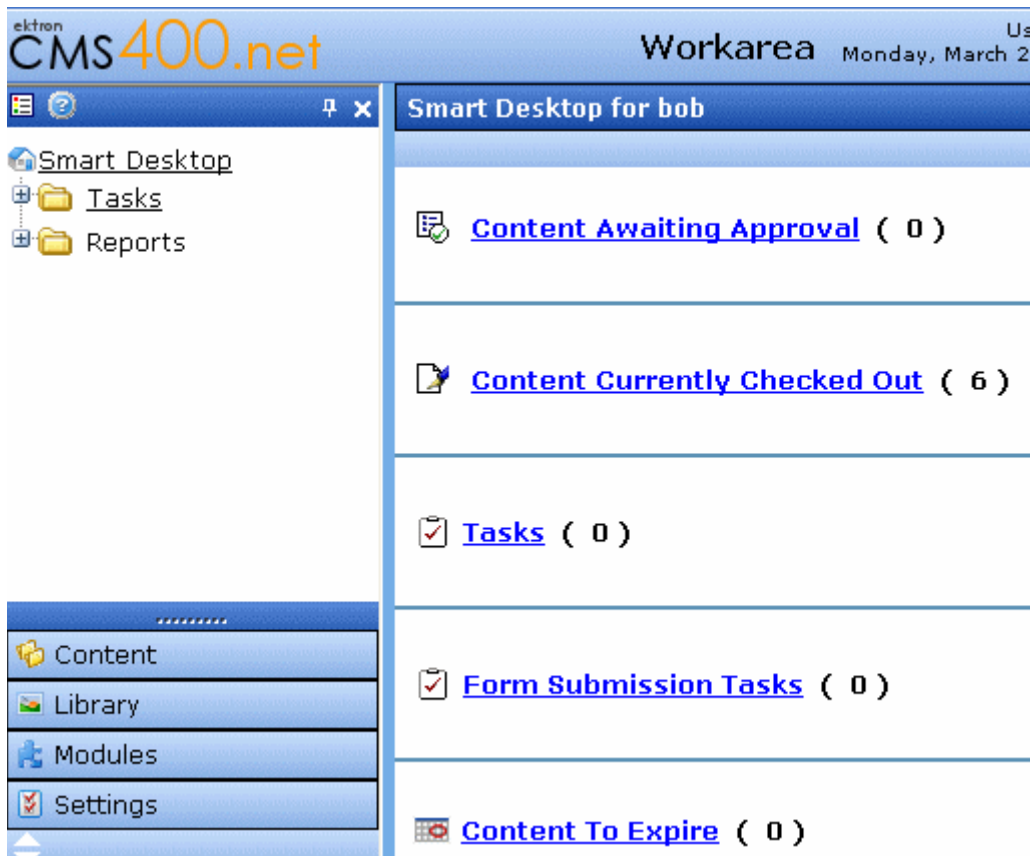 ektron
CMS400.net
Workarea
Us
Monday, March 2
Smart Desktop for bob
Smart Desktop
Tasks
Reports
Content Awaiting Approval ( 0 )
Content Currently Checked Out ( 6 )
Tasks ( 0 )
Form Submission Tasks ( 0 )
Content To Expire ( 0 )
Content
Library
Modules
Settings